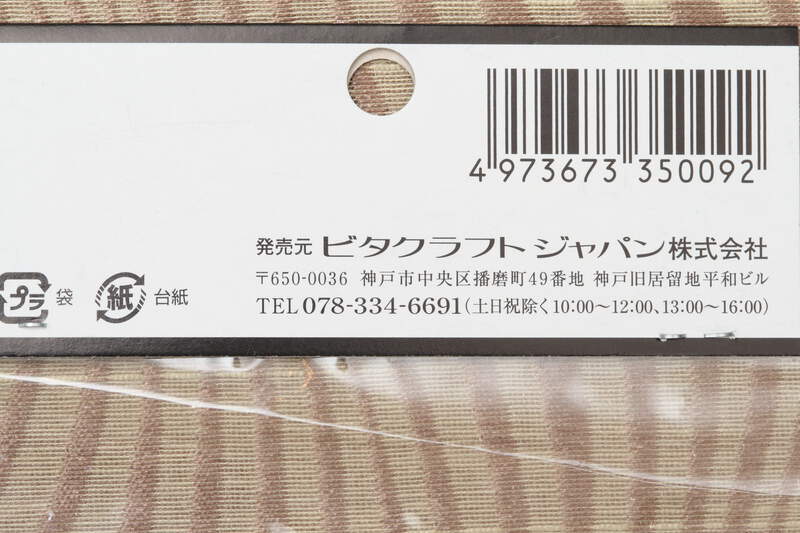 4 973673 350092
発売元 ビタクラフト ジャパン株式会社
〒650-0036 神戸市中央区播磨町49番地 神戸旧居留地平和ビル
プラ 袋 紙 台紙
TEL 078-334-6691(土日祝除く10:00〜12:00、13:00〜16:00)